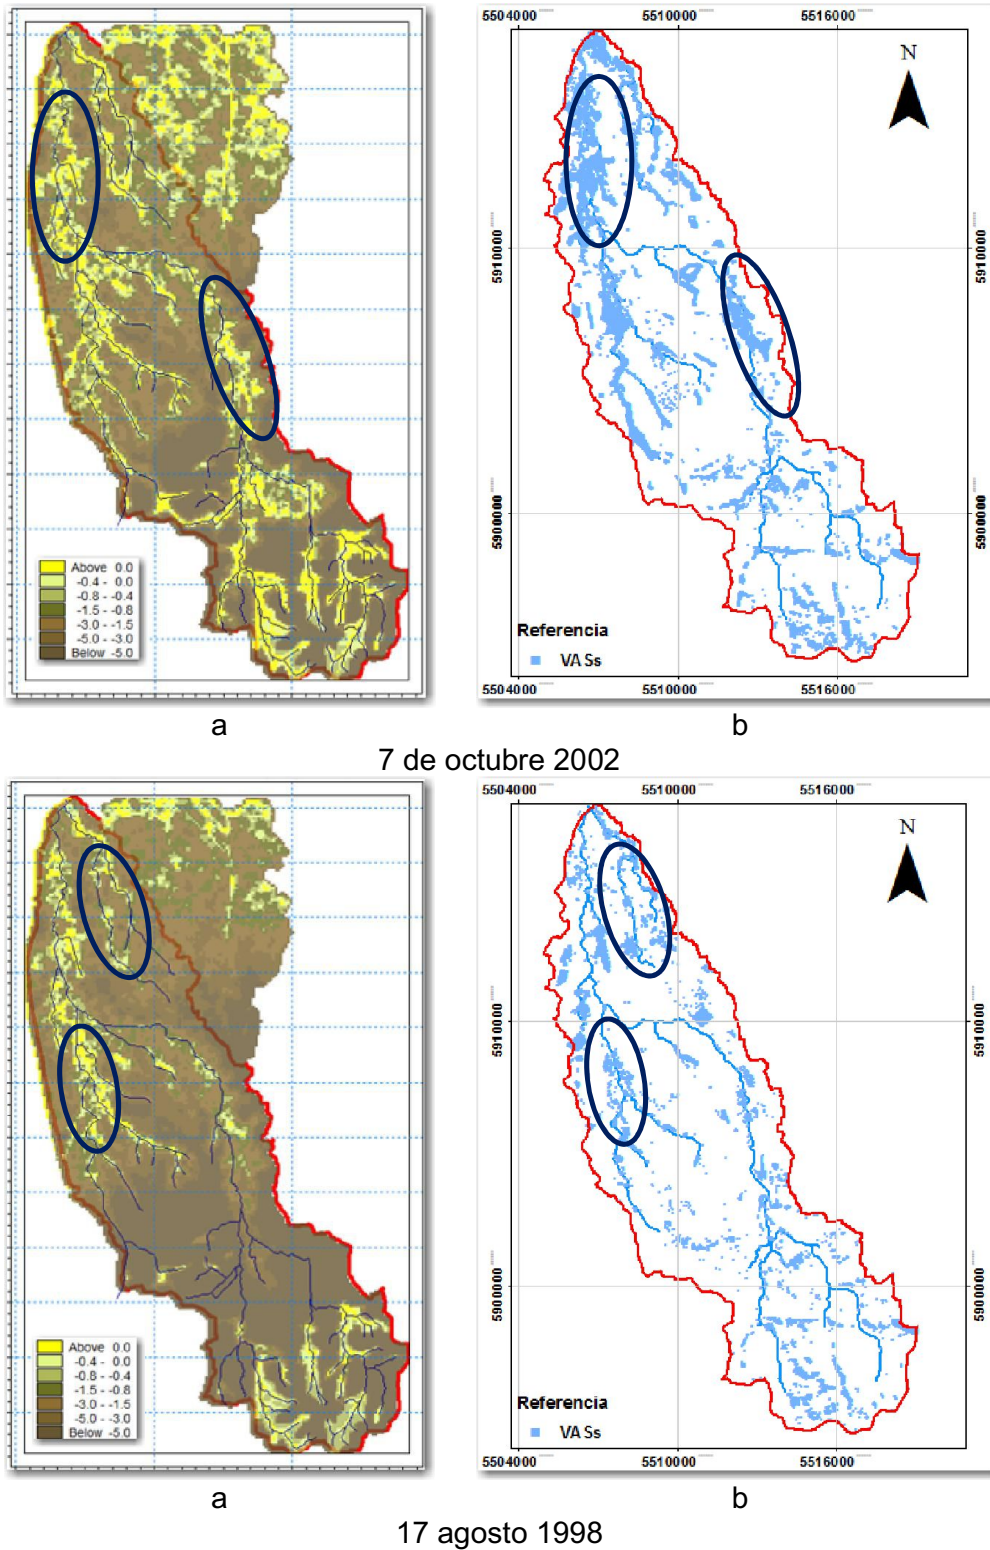 5504000 5510000 5516000
N
5910000 5910000
5900000 5900000
Above 0.0
-0.4 - 0.0
-0.8 - -0.4
-1.5 - -0.8
-3.0 - -1.5
-5.0 - -3.0
Below -5.0
Referencia
VA Ss
5504000 5510000 5516000
a b
7 de octubre 2002
5504000 5510000 5516000
N
5910000 5910000
5900000 5900000
Above 0.0
-0.4 - 0.0
-0.8 - -0.4
-1.5 - -0.8
-3.0 - -1.5
-5.0 - -3.0
Below -5.0
Referencia
VA Ss
5504000 5510000 5516000
a b
17 agosto 1998